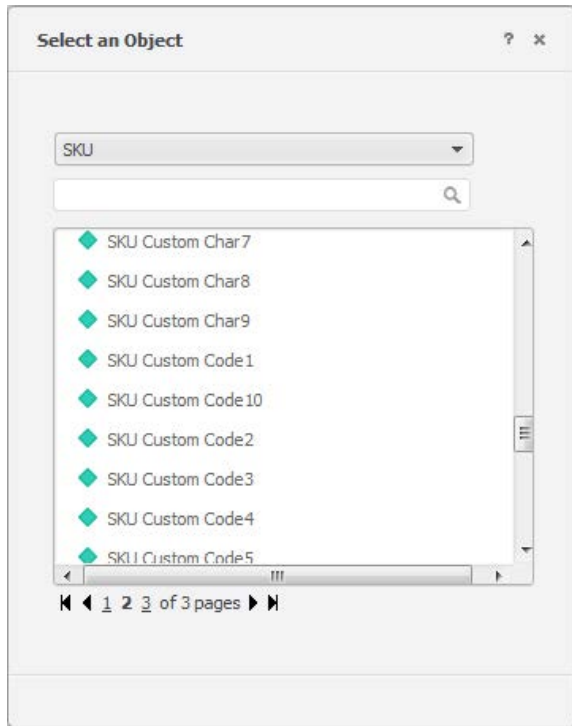 Select an Object ? ×
SKU
SKU Custom Char7
SKU Custom Char8
SKU Custom Char9
SKU Custom Code1
SKU Custom Code10
SKU Custom Code2
SKU Custom Code3
SKU Custom Code4
SKU Custom Code5
1 2 3 of 3 pages